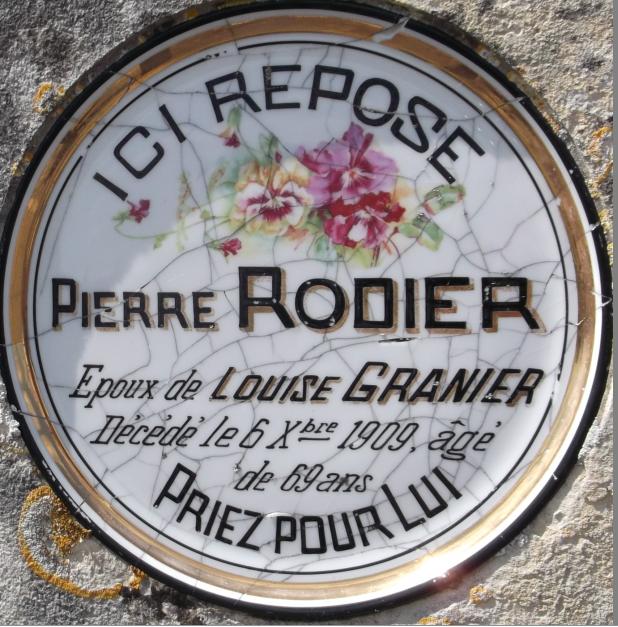 ICI REPOSE
PIERRE RODIER
Epoux de LOUISE GRANIER
Décédé le 6 Xbre 1909, âgé
de 69 ans
PRIEZ POUR LUI